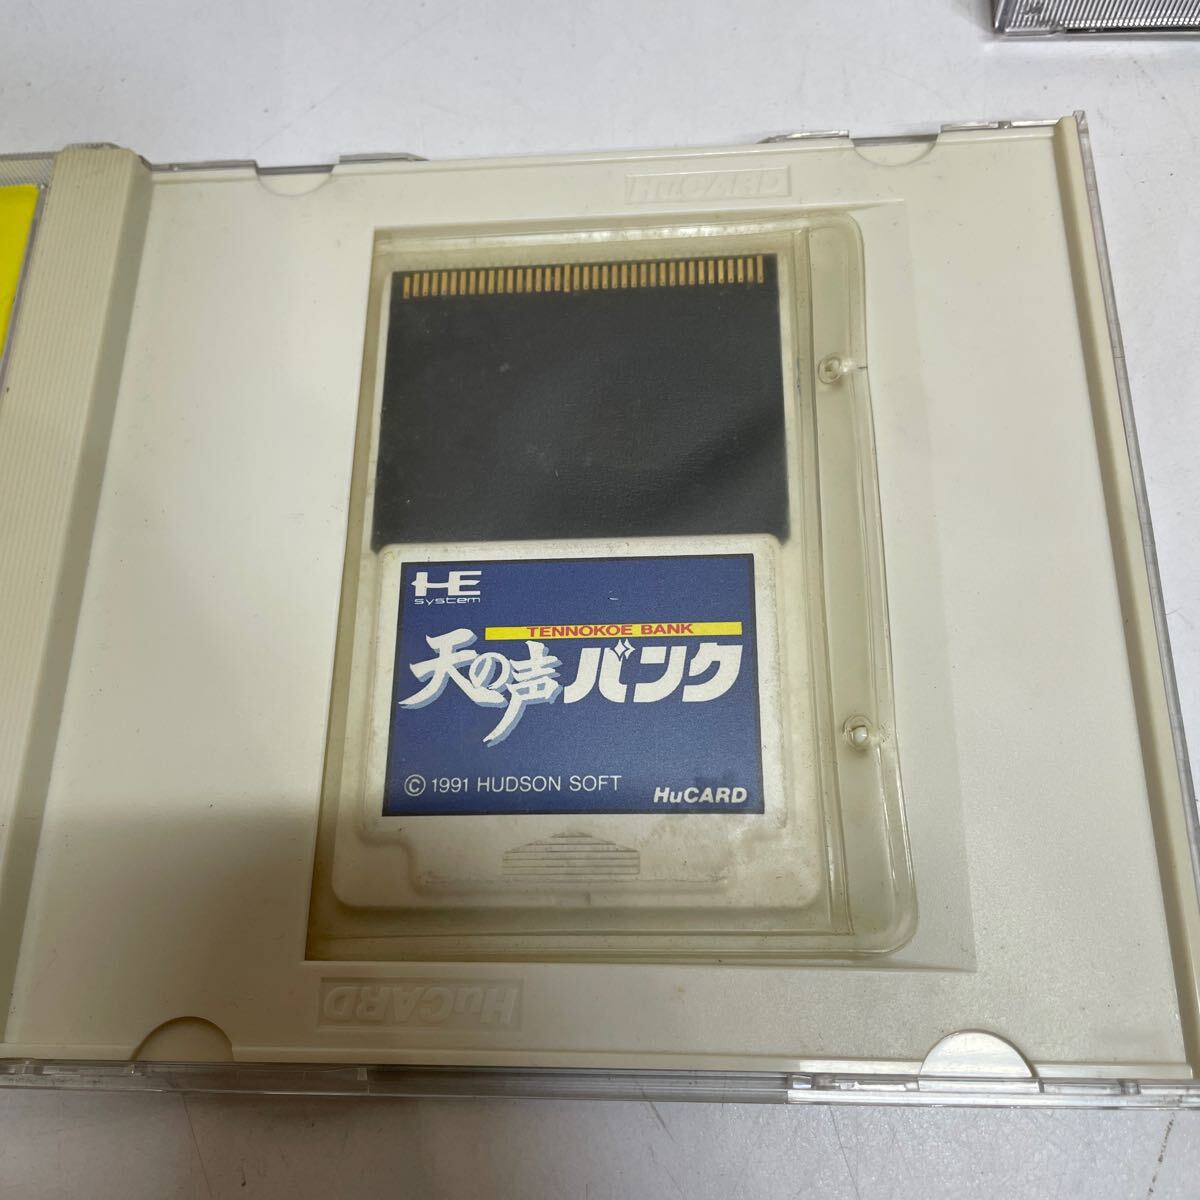 HuCARD
HE
system
TENNOKOE BANK
天の声バンク
© 1991 HUDSON SOFT
HuCARD
HuCARD